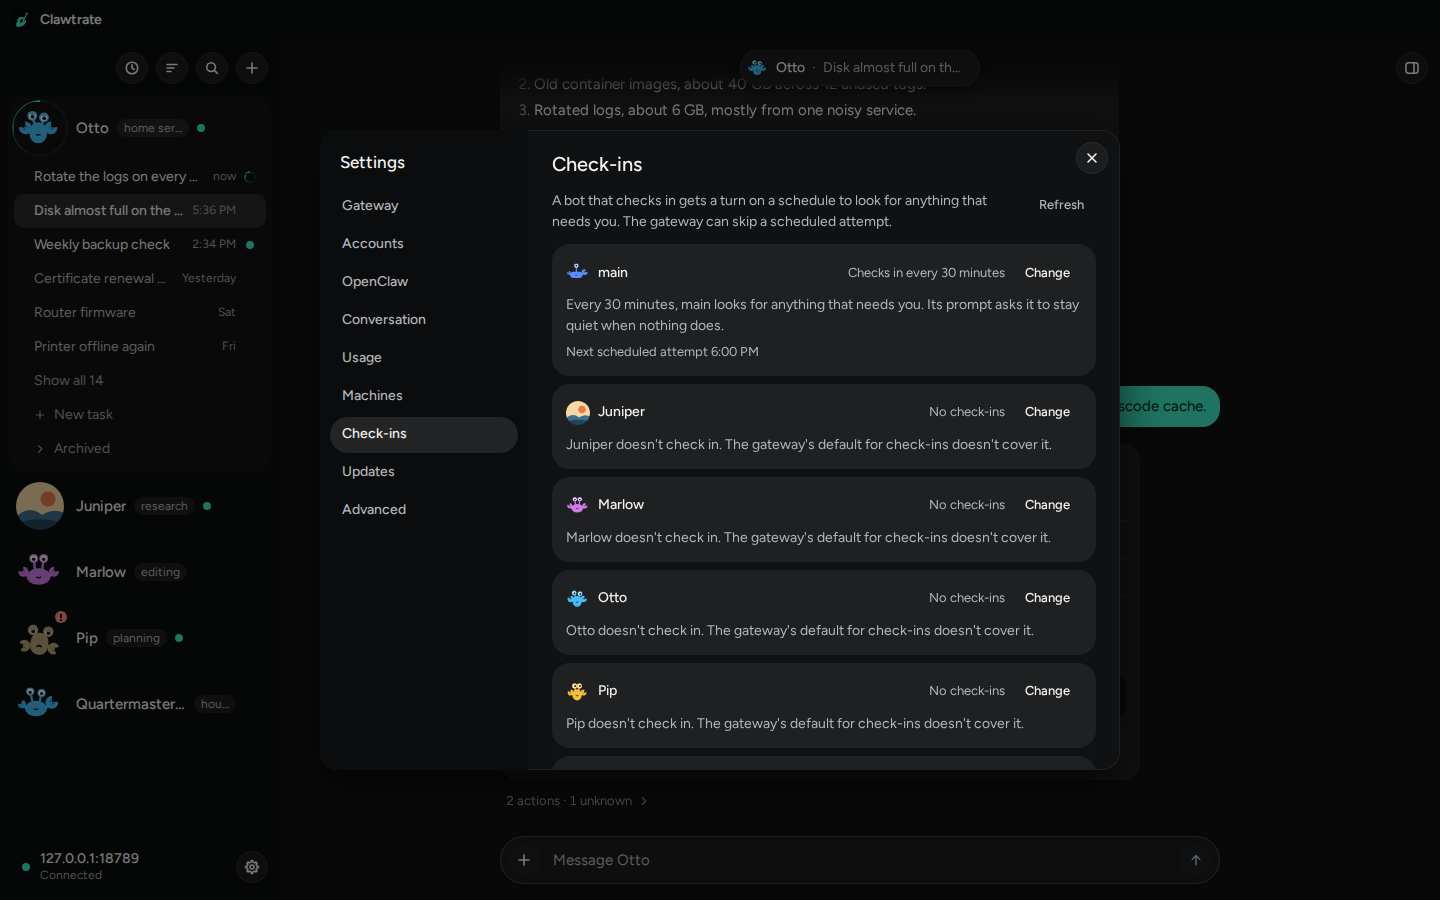 Clawtrate
Otto home ser...
Rotate the logs on every ... now
Disk almost full on the ... 5:36 PM
Weekly backup check 2:34 PM
Certificate renewal ... Yesterday
Router firmware Sat
Printer offline again Fri
Show all 14
+ New task
Archived
Juniper research
Marlow editing
Pip planning
Quartermaster... hou...
127.0.0.1:18789
Connected
Otto · Disk almost full on th...
2. Old container images, about 40 GB across 12 unused tags.
3. Rotated logs, about 6 GB, mostly from one noisy service.
Settings
Gateway
Accounts
OpenClaw
Conversation
Usage
Machines
Check-ins
Updates
Advanced
Check-ins
A bot that checks in gets a turn on a schedule to look for anything that
needs you. The gateway can skip a scheduled attempt.
Refresh
main Checks in every 30 minutes Change
Every 30 minutes, main looks for anything that needs you. Its prompt asks it to stay
quiet when nothing does.
Next scheduled attempt 6:00 PM
Juniper No check-ins Change
Juniper doesn't check in. The gateway's default for check-ins doesn't cover it.
Marlow No check-ins Change
Marlow doesn't check in. The gateway's default for check-ins doesn't cover it.
Otto No check-ins Change
Otto doesn't check in. The gateway's default for check-ins doesn't cover it.
Pip No check-ins Change
Pip doesn't check in. The gateway's default for check-ins doesn't cover it.
scode cache.
2 actions · 1 unknown
Message Otto